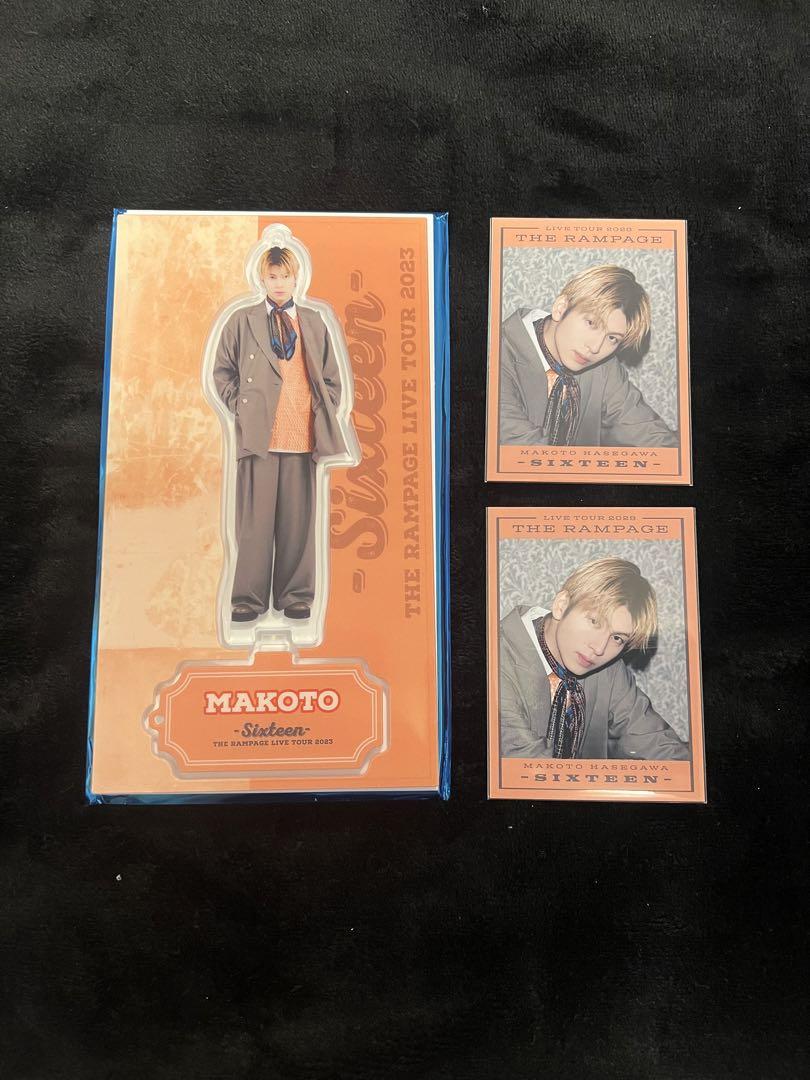 -Sixteen-
THE RAMPAGE LIVE TOUR 2023
MAKOTO
-Sixteen-
THE RAMPAGE LIVE TOUR 2023
LIVE TOUR 2023
THE RAMPAGE
MAKOTO HASEGAWA
-SIXTEEN-
LIVE TOUR 2023
THE RAMPAGE
MAKOTO HASEGAWA
-SIXTEEN-